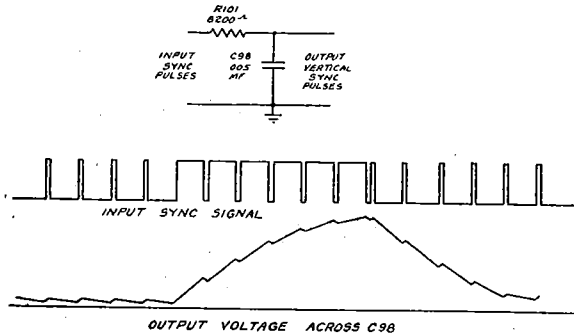 R101
8200 Ω
INPUT
SYNC
PULSES
C98
.005
MF
OUTPUT
VERTICAL
SYNC
PULSES
INPUT SYNC SIGNAL
OUTPUT VOLTAGE ACROSS C98